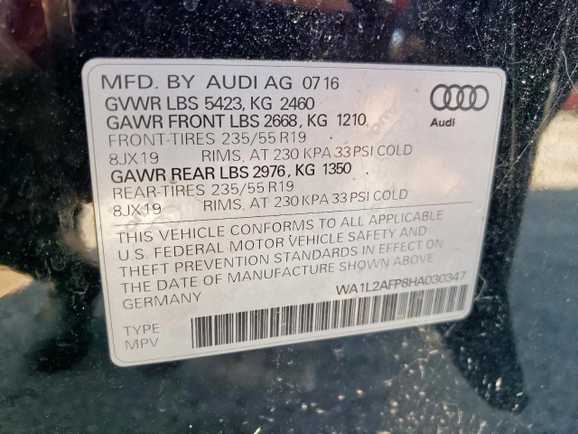 MFD. BY AUDI AG 07 16
GVWR LBS 5423, KG 2460
GAWR FRONT LBS 2668, KG 1210,
FRONT-TIRES 235/55 R19
8JX19 RIMS, AT 230 KPA 33 PSI COLD
GAWR REAR LBS 2976, KG 1350
REAR-TIRES 235/55 R19
8JX19 RIMS, AT 230 KPA 33 PSI COLD
Audi
THIS VEHICLE CONFORMS TO ALL APPLICABLE
U.S. FEDERAL MOTOR VEHICLE SAFETY AND
THEFT PREVENTION STANDARDS IN EFFECT ON
THE DATE OF MANUFACTURE SHOWN ABOVE.
GERMANY
WA1L2AFP8HA030347
TYPE
MPV